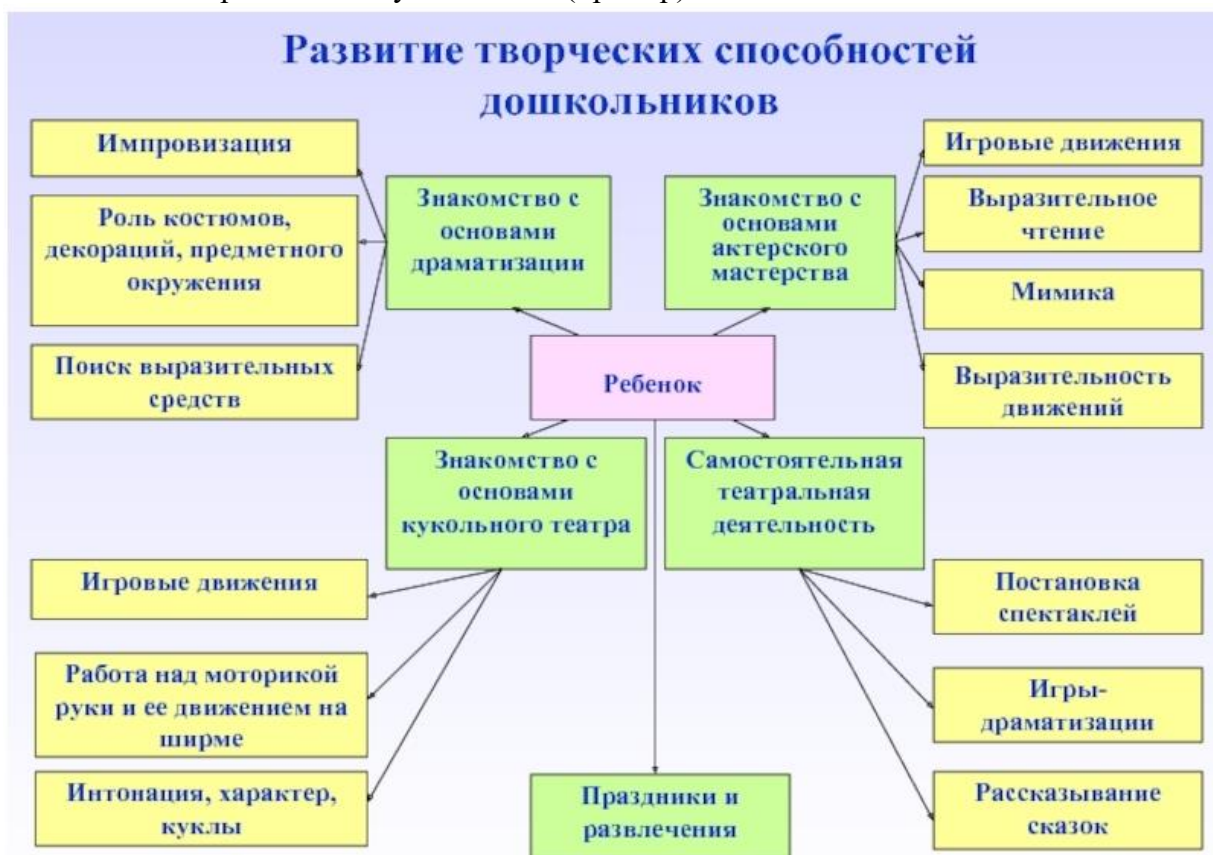 Развитие творческих способностей
дошкольников
Импровизация
Роль костюмов,
декораций, предметного
окружения
Поиск выразительных
средств
Знакомство с
основами
драматизации
Знакомство с
основами
актерского
мастерства
Игровые движения
Выразительное
чтение
Мимика
Выразительность
движений
Ребенок
Знакомство с
основами
кукольного театра
Самостоятельная
театральная
деятельность
Игровые движения
Работа над моторикой
руки и ее движением на
ширме
Интонация, характер,
куклы
Праздники и
развлечения
Постановка
спектаклей
Игры-
драматизации
Рассказывание
сказок